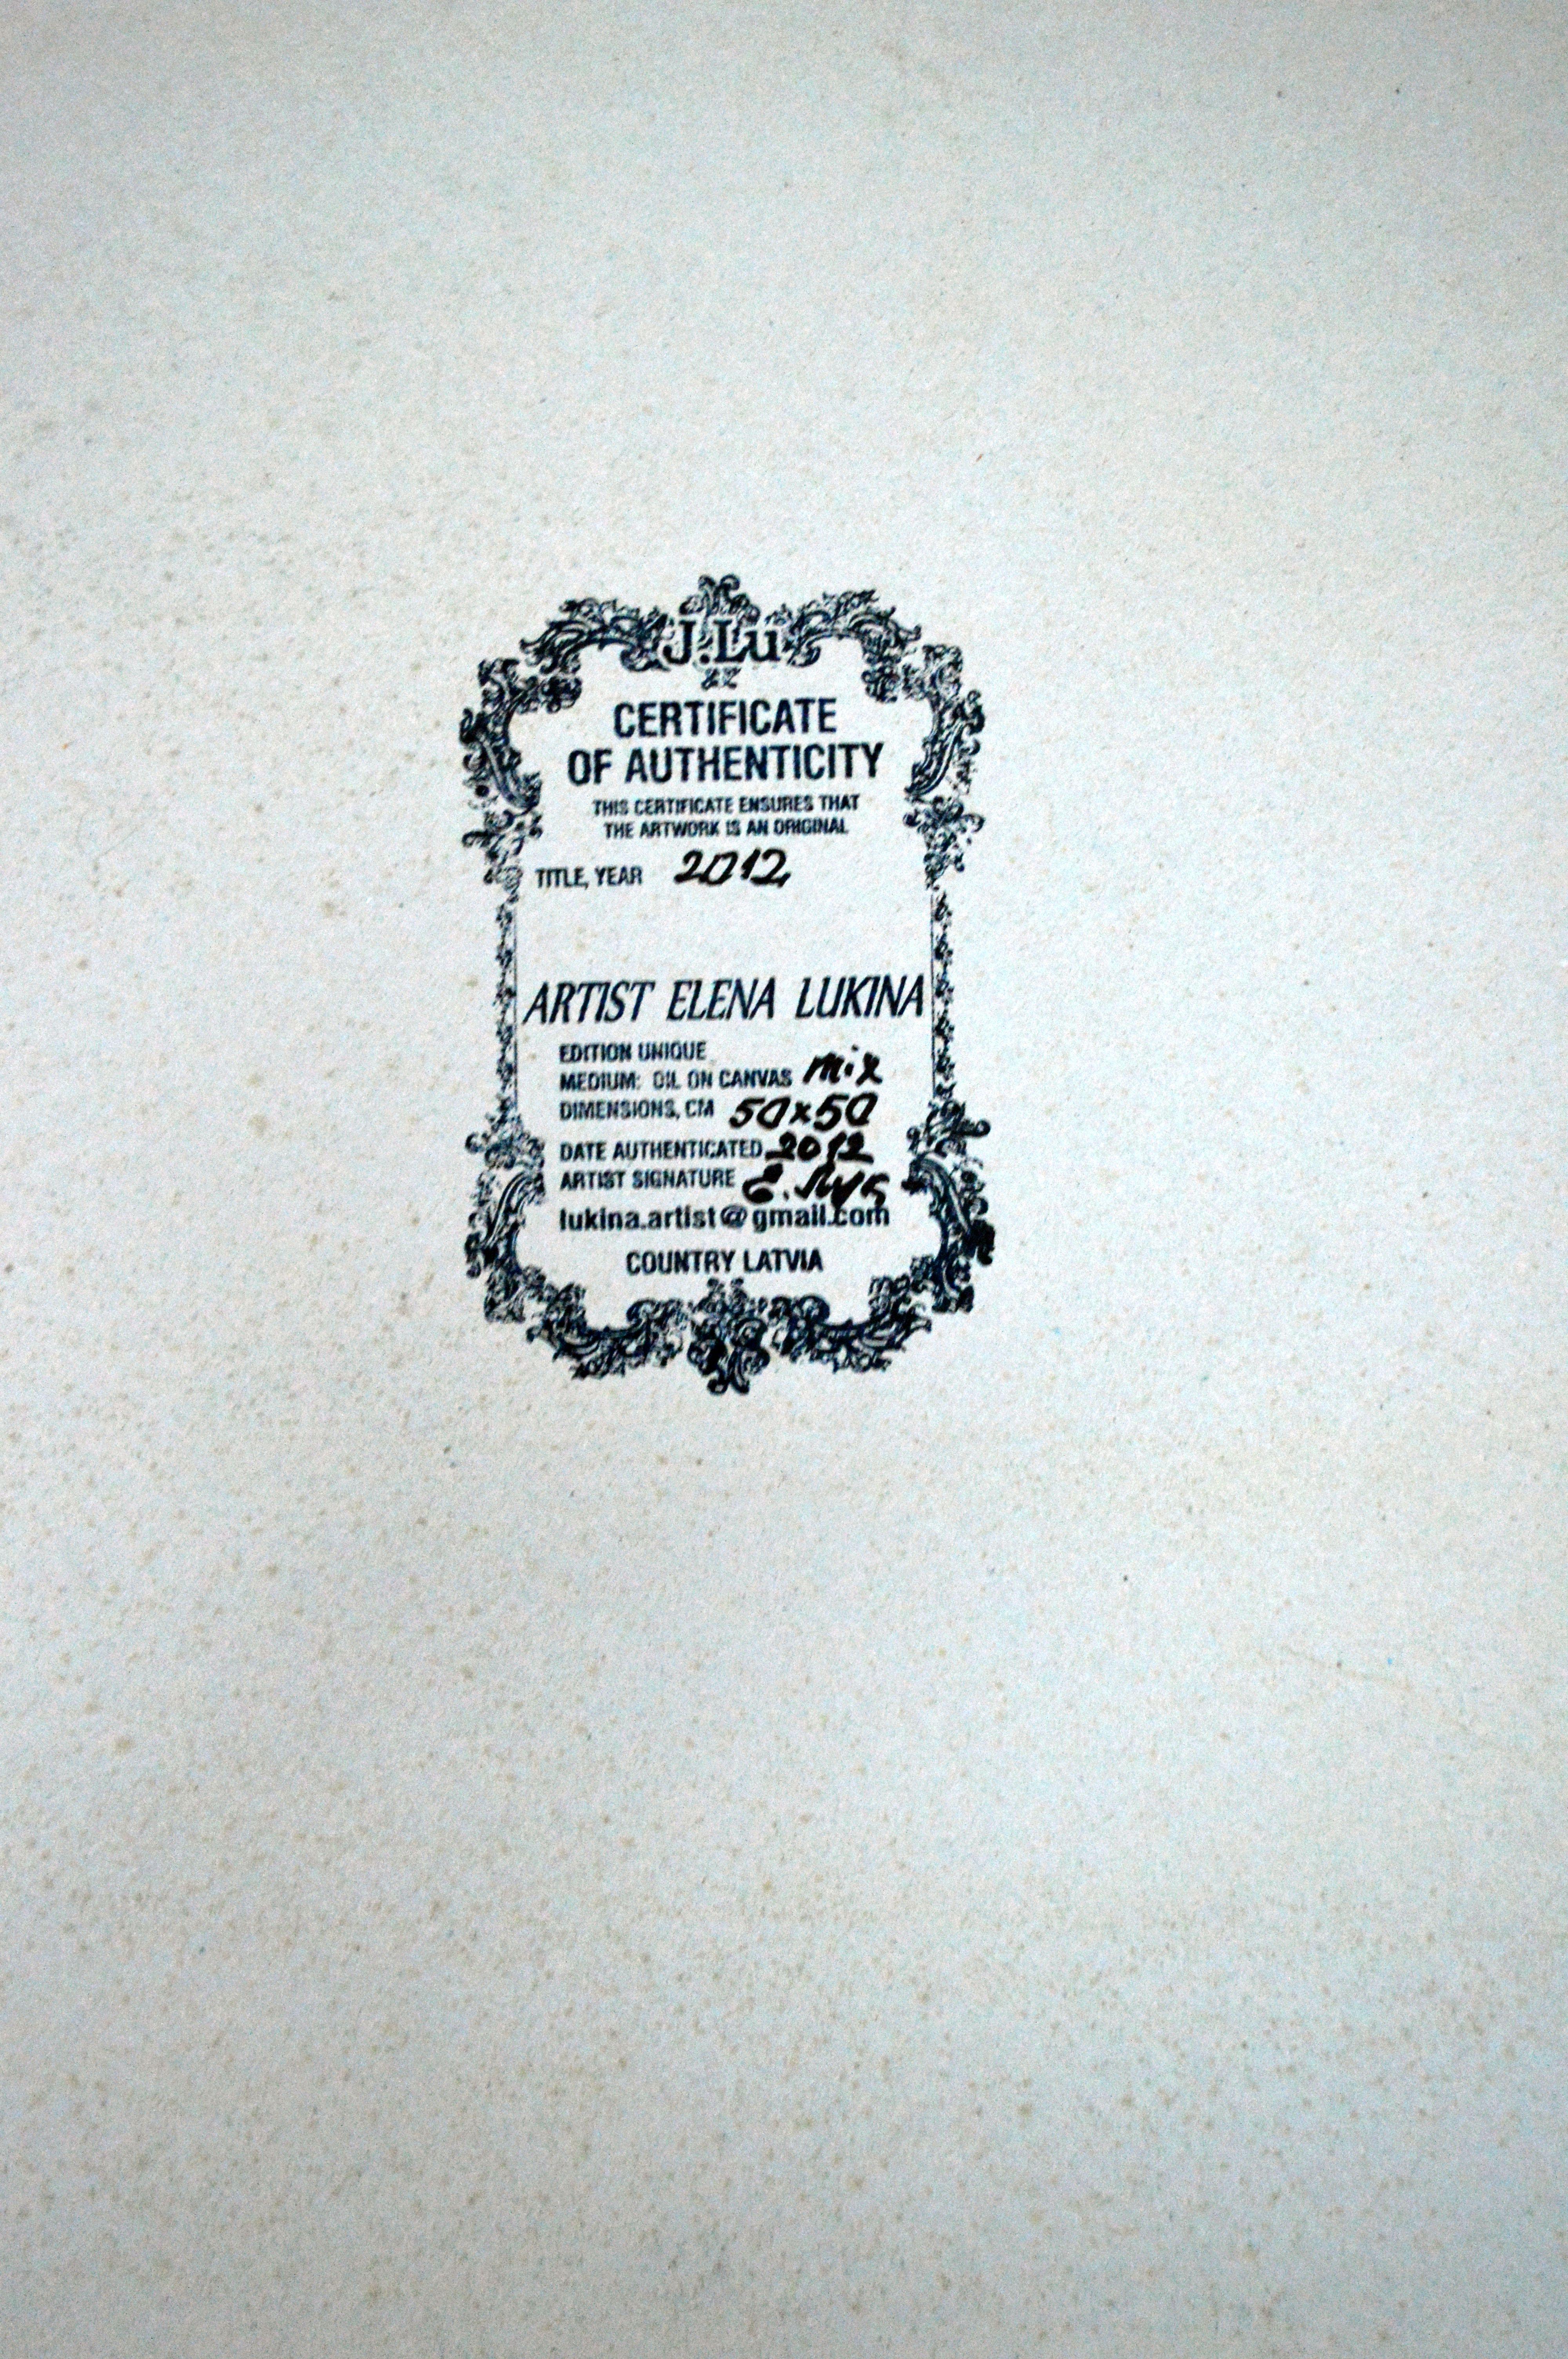 J.Lu
CERTIFICATE
OF AUTHENTICITY
THIS CERTIFICATE ENSURES THAT
THE ARTWORK IS AN ORIGINAL
TITLE, YEAR 2012
ARTIST ELENA LUKINA
EDITION UNIQUE
MEDIUM: OIL ON CANVAS mix
DIMENSIONS, CM 50x50
DATE AUTHENTICATED 2012
ARTIST SIGNATURE
lukina.artist@gmail.com
COUNTRY LATVIA